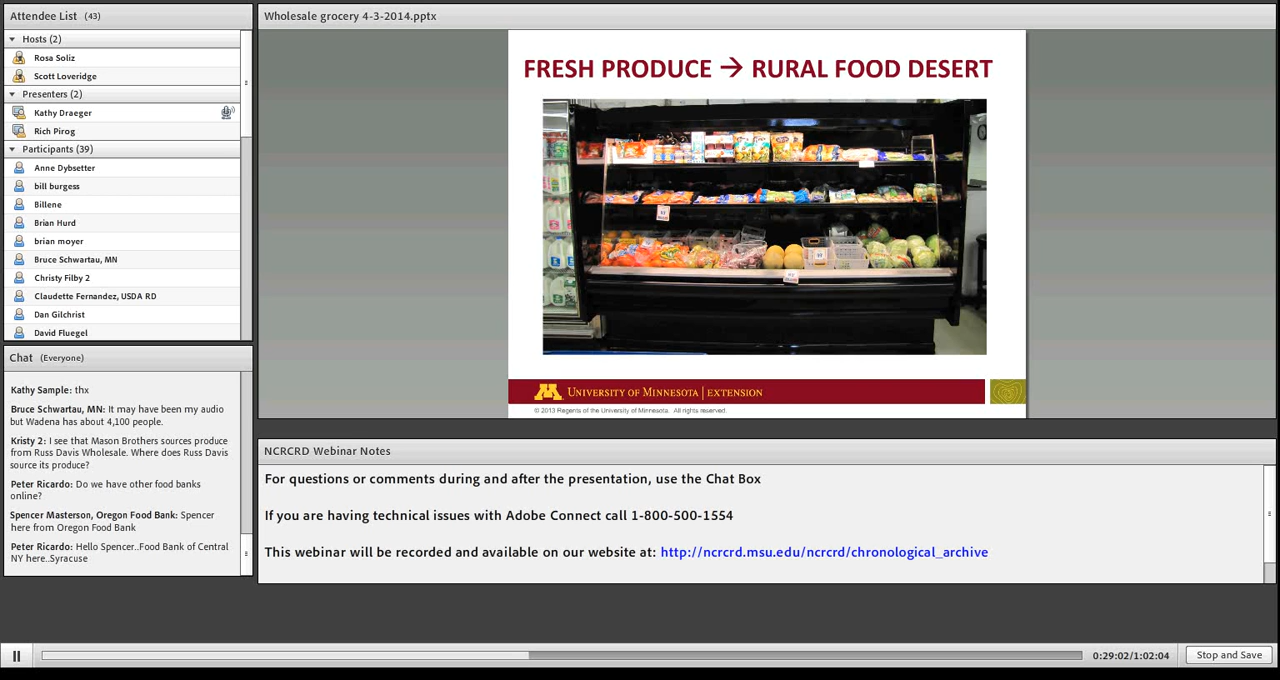 Attendee List (43)
Hosts (2)
Rosa Soliz
Scott Loveridge
Presenters (2)
Kathy Draeger
Rich Pirog
Participants (39)
Anne Dybsetter
bill burgess
Billene
Brian Hurd
brian moyer
Bruce Schwartau, MN
Christy Filby 2
Claudette Fernandez, USDA RD
Dan Gilchrist
David Fluegel
Chat (Everyone)
Kathy Sample: thx
Bruce Schwartau, MN: It may have been my audio
but Wadena has about 4,100 people.
Kristy 2: I see that Mason Brothers sources produce
from Russ Davis Wholesale. Where does Russ Davis
source its produce?
Peter Ricardo: Do we have other food banks
online?
Spencer Masterson, Oregon Food Bank: Spencer
here from Oregon Food Bank
Peter Ricardo: Hello Spencer..Food Bank of Central
NY here..Syracuse
Wholesale grocery 4-3-2014.pptx
FRESH PRODUCE → RURAL FOOD DESERT
UNIVERSITY OF MINNESOTA | EXTENSION
© 2013 Regents of the University of Minnesota. All rights reserved.
NCRCRD Webinar Notes
For questions or comments during and after the presentation, use the Chat Box
If you are having technical issues with Adobe Connect call 1-800-500-1554
This webinar will be recorded and available on our website at: http://ncrcrd.msu.edu/ncrcrd/chronological_archive
0:29:02/1:02:04
Stop and Save